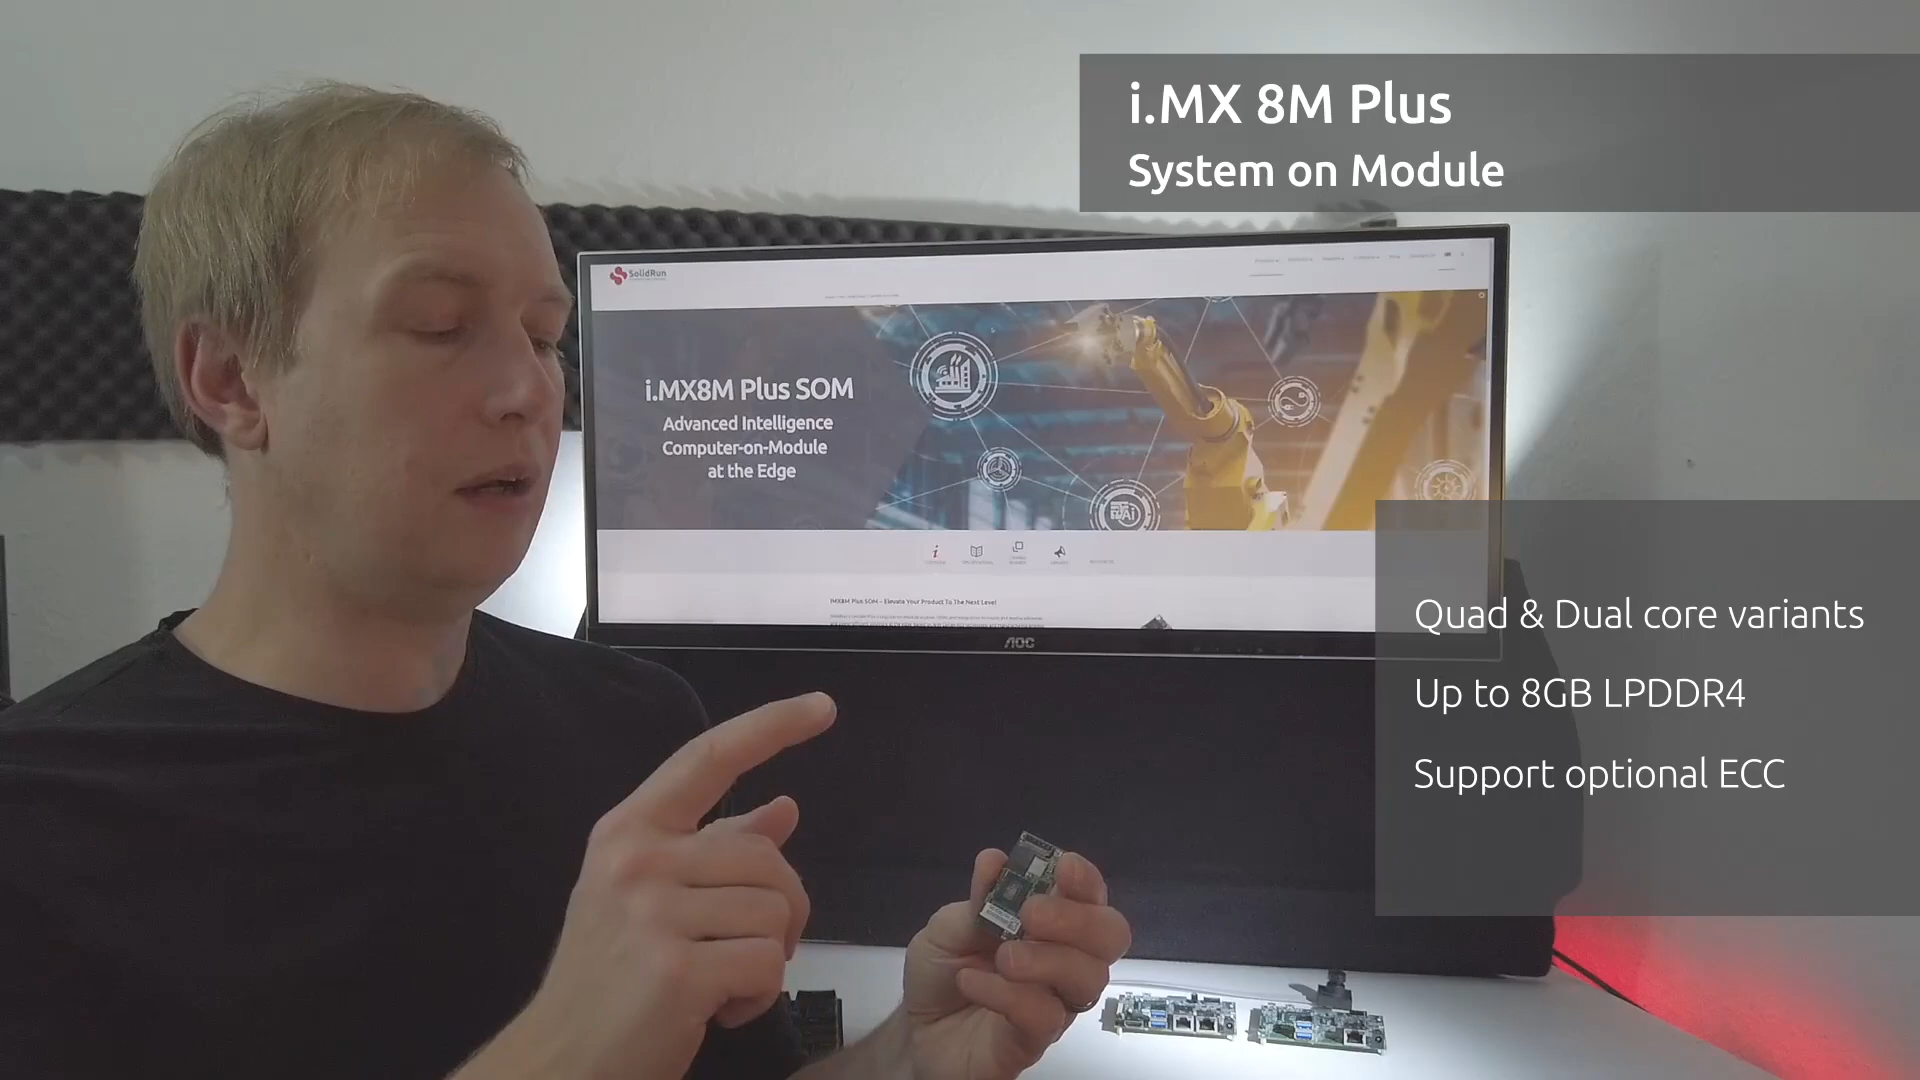 i.MX 8M Plus
System on Module
SolidRun
i.MX8M Plus SOM
Advanced Intelligence
Computer-on-Module
at the Edge
Ai
i
iMX8M Plus SOM – Elevate Your Product To The Next Level
AOC
Quad & Dual core variants
Up to 8GB LPDDR4
Support optional ECC